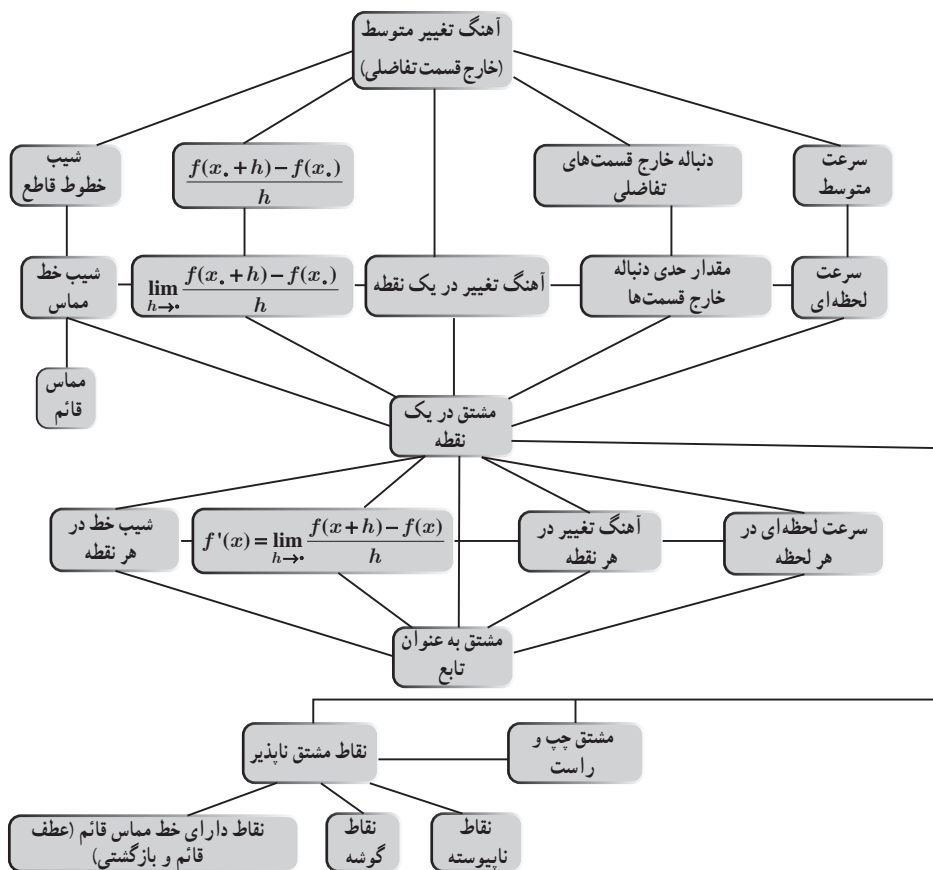 آهنگ تغییر متوسط
(خارج قسمت تفاضلی)
سرعت
متوسط
دنباله خارج قسمت‌های
تفاضلی
f(x₀+h)−f(x₀)
h
شیب
خطوط قاطع
سرعت
لحظه‌ای
مقدار حدی دنباله
خارج قسمت‌ها
آهنگ تغییر در یک نقطه
lim h→۰ f(x₀+h)−f(x₀)
h
شیب خط
مماس
مماس
قائم
مشتق در یک
نقطه
سرعت لحظه‌ای در
هر لحظه
آهنگ تغییر در
هر نقطه
f'(x)=lim h→۰ f(x+h)−f(x)
h
شیب خط در
هر نقطه
مشتق به عنوان
تابع
مشتق چپ و
راست
نقاط مشتق ناپذیر
نقاط
ناپیوسته
نقاط
گوشه
نقاط دارای خط مماس قائم (عطف
قائم و بازگشتی)